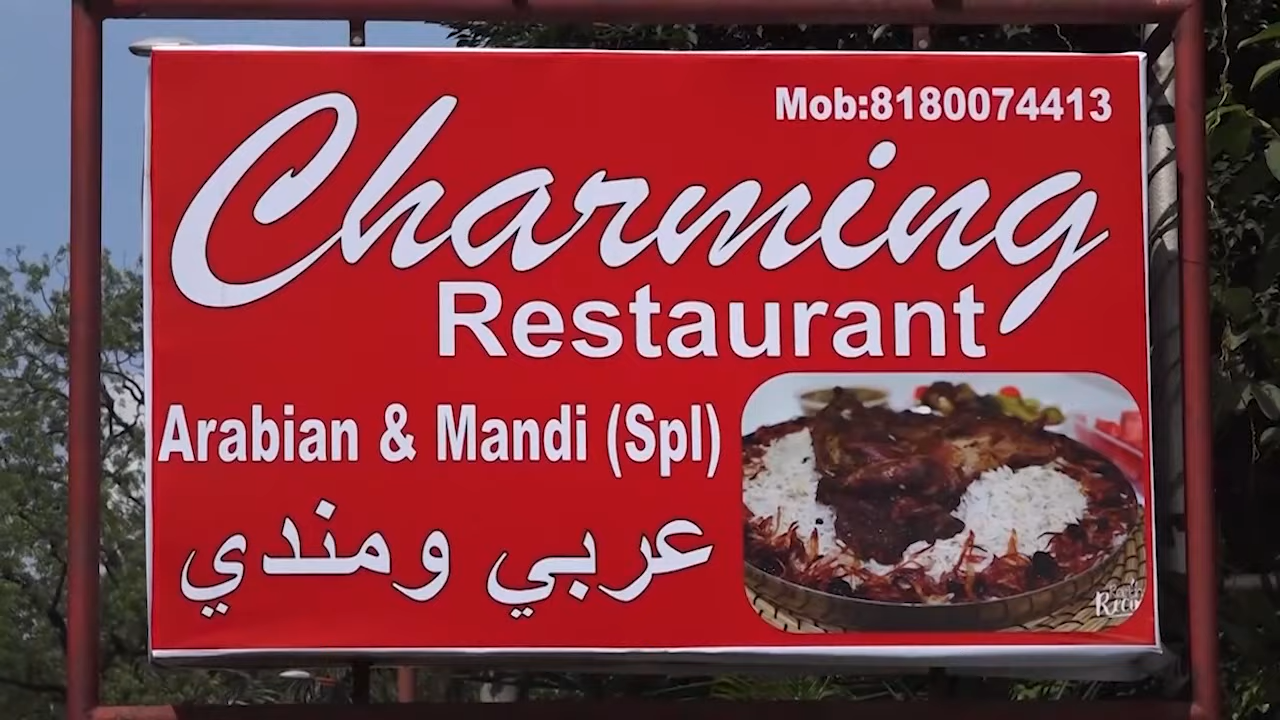 Mob:8180074413
Charming
Restaurant
Arabian & Mandi (Spl)
عربي ومندي